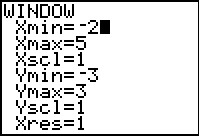 WINDOW
Xmin=-2
Xmax=5
Xscl=1
Ymin=-3
Ymax=3
Yscl=1
Xres=1